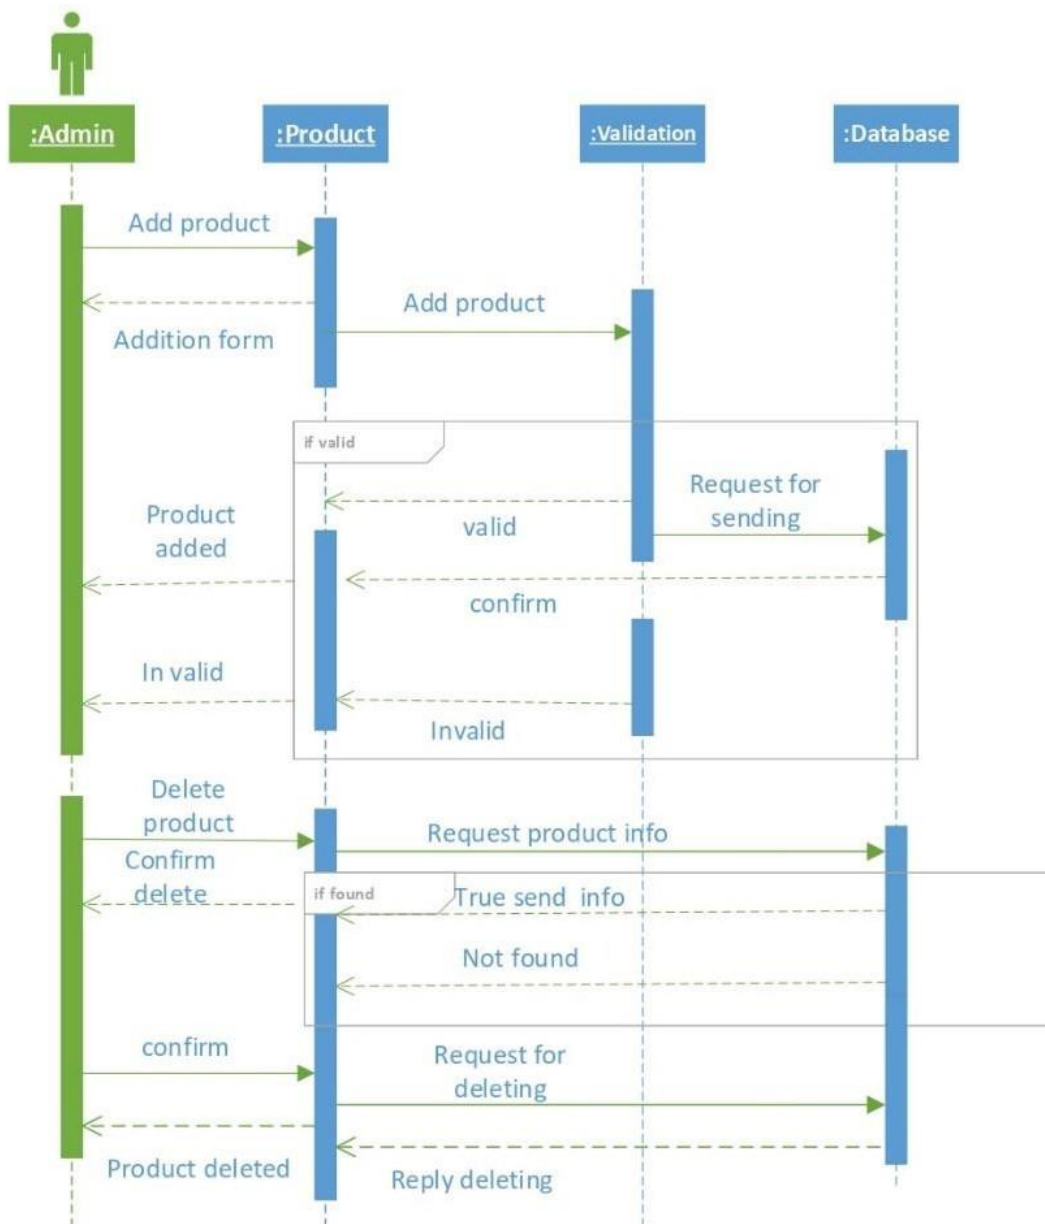 :Admin
:Product
:Validation
:Database
Add product
Add product
Addition form
if valid
Request for
sending
Product
added
valid
confirm
In valid
Invalid
Delete
product
Request product info
Confirm
delete
if found
True send info
Not found
confirm
Request for
deleting
Product deleted
Reply deleting